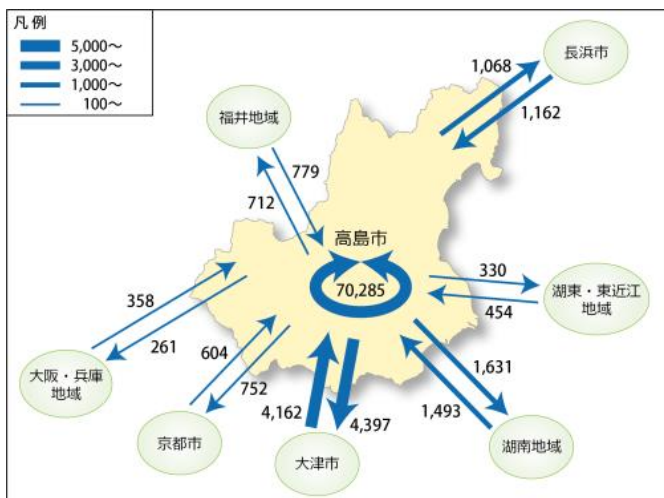 凡 例
5,000～
3,000～
1,000～
100～
長浜市
1,068
1,162
福井地域
779
712
高島市
70,285
330
454
湖東・東近江
地域
358
261
大阪・兵庫
地域
604
752
京都市
4,162
4,397
大津市
1,631
1,493
湖南地域